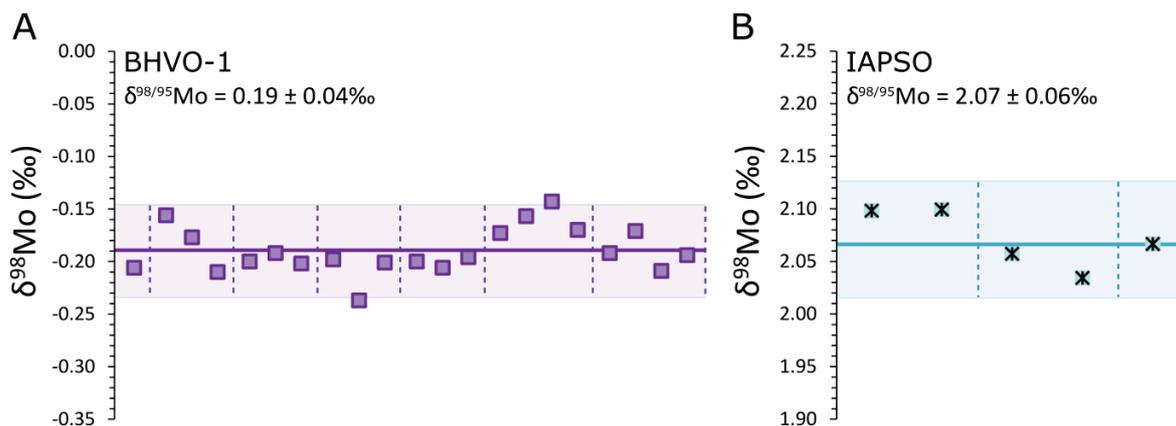 A
BHVO-1
δ98/95Mo = 0.19 ± 0.04‰
δ98Mo (‰)
0.00
-0.05
-0.10
-0.15
-0.20
-0.25
-0.30
-0.35
B
IAPSO
δ98/95Mo = 2.07 ± 0.06‰
δ98Mo (‰)
2.25
2.20
2.15
2.10
2.05
2.00
1.95
1.90